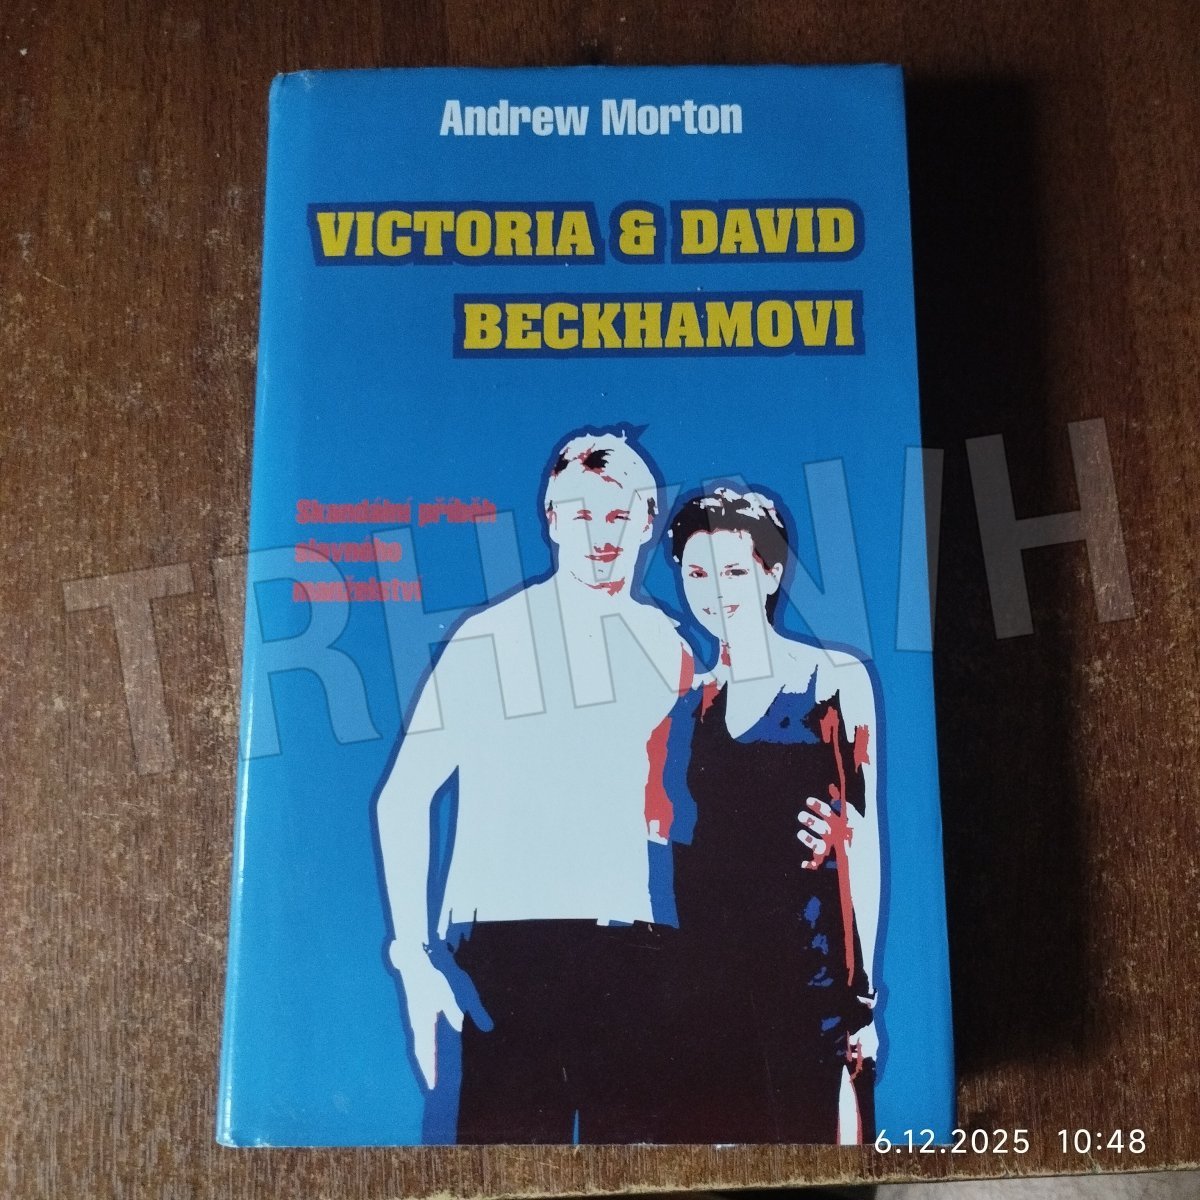 Andrew Morton
VICTORIA & DAVID
BECKHAMOVI
Skandální příběh
slavného
manželství
TRHKNIH
6.12.2025 10:48